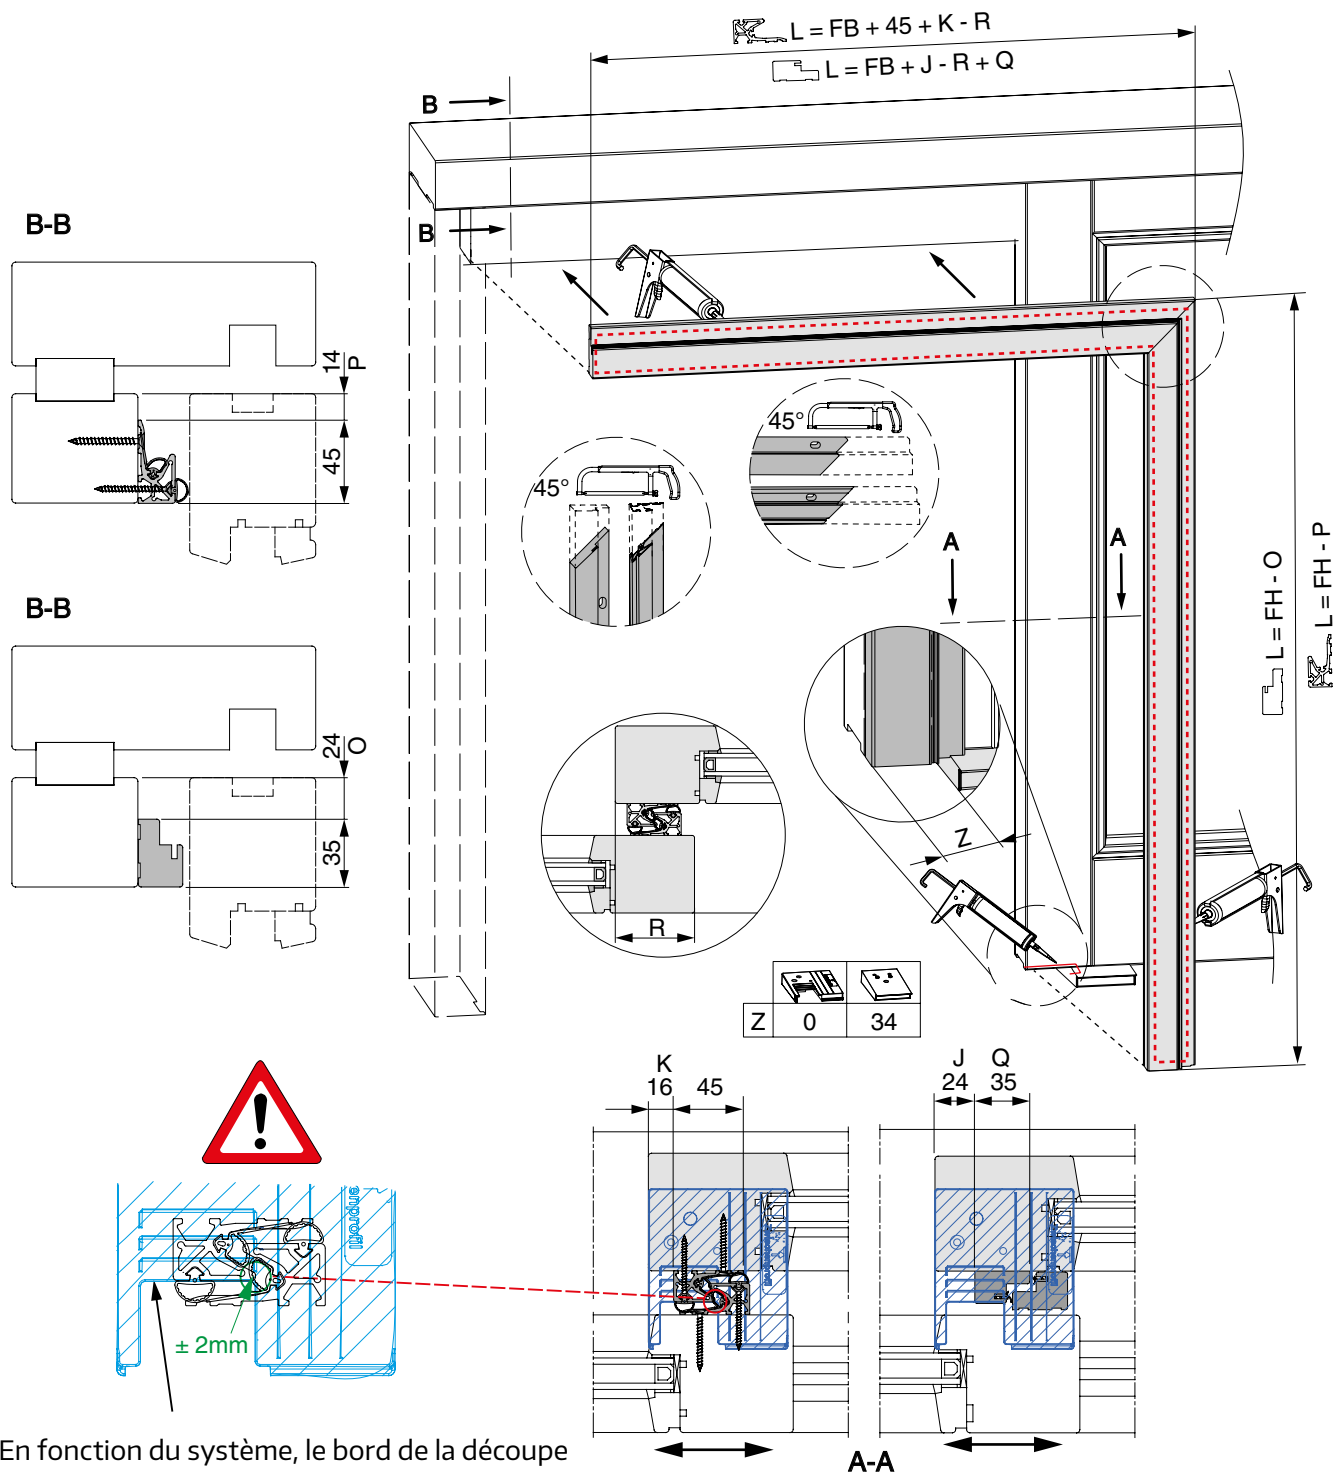 L = FB + 45 + K - R
L = FB + J - R + Q
B
B
B-B
14
P
45
45°
45°
A
A
L = FH - O
L = FH - P
B-B
24
O
35
Z
R
Z 0 34
K
16 45
J Q
24 35
enprofil
± 2mm
En fonction du système, le bord de la découpe
A-A